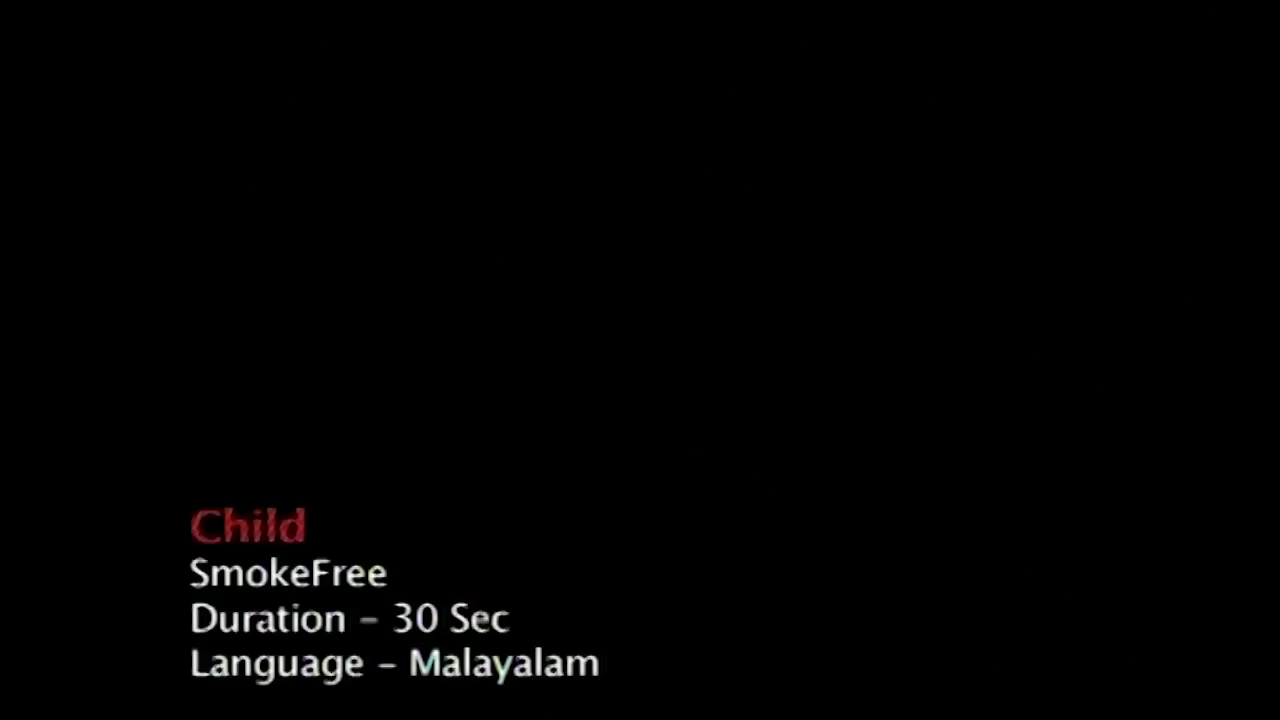 Child
SmokeFree
Duration – 30 Sec
Language – Malayalam